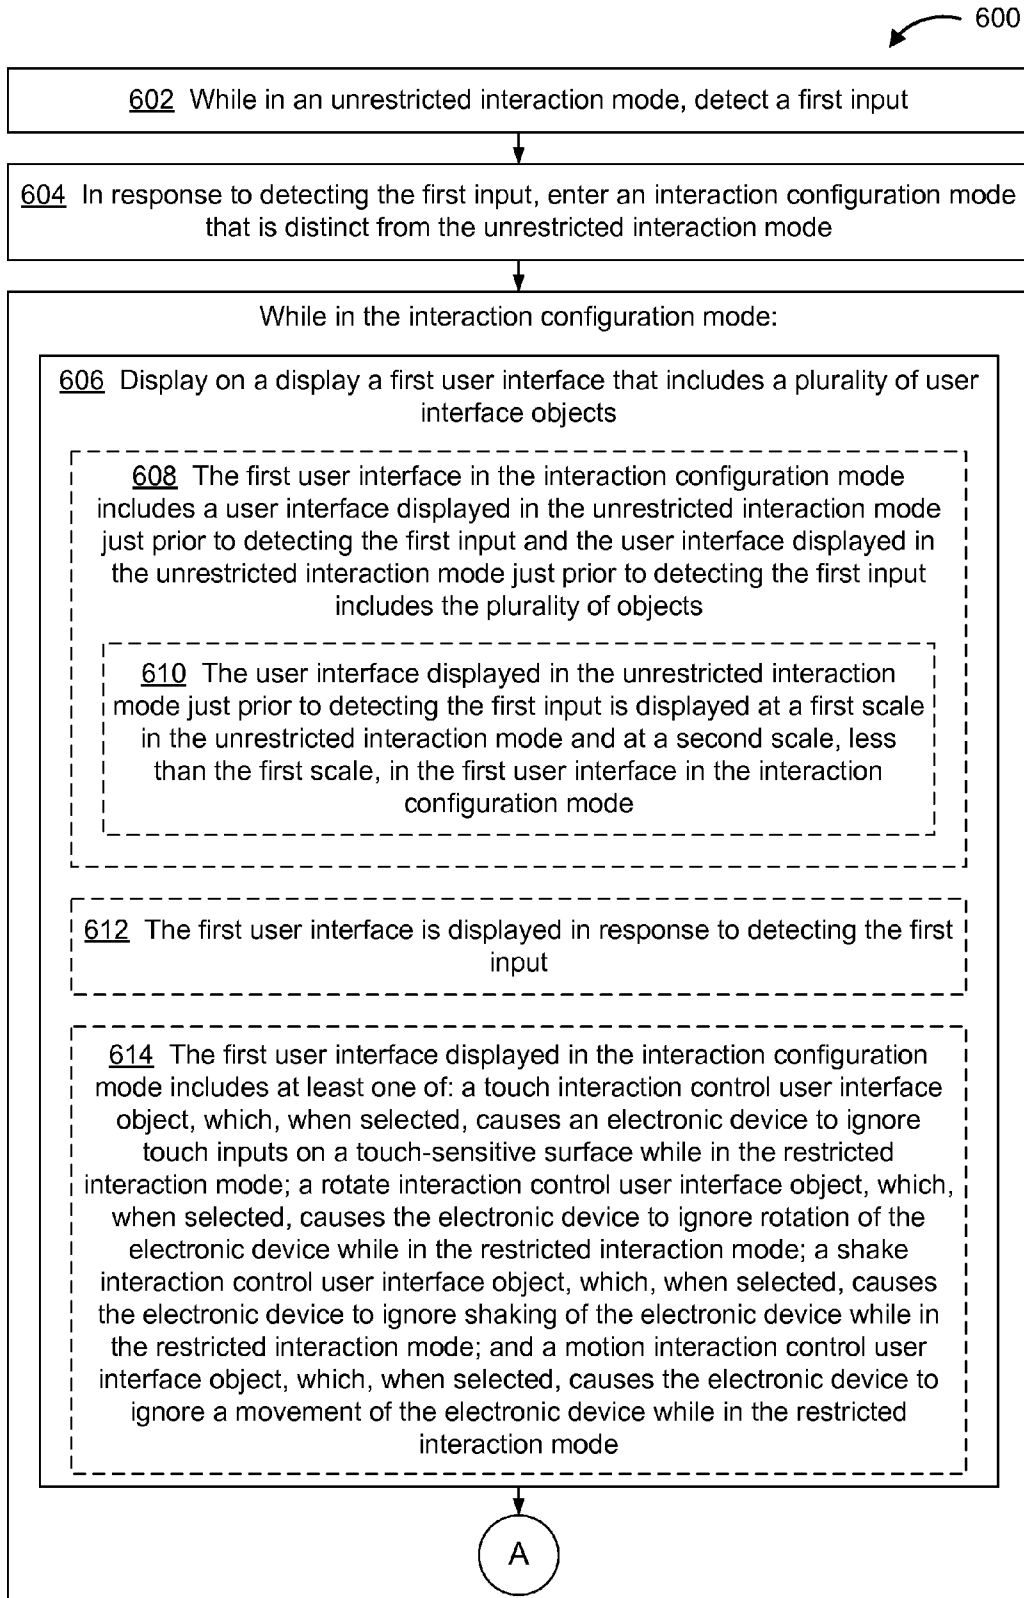 600
602 While in an unrestricted interaction mode, detect a first input
604 In response to detecting the first input, enter an interaction configuration mode
that is distinct from the unrestricted interaction mode
While in the interaction configuration mode:
606 Display on a display a first user interface that includes a plurality of user
interface objects
608 The first user interface in the interaction configuration mode
includes a user interface displayed in the unrestricted interaction mode
just prior to detecting the first input and the user interface displayed in
the unrestricted interaction mode just prior to detecting the first input
includes the plurality of objects
610 The user interface displayed in the unrestricted interaction
mode just prior to detecting the first input is displayed at a first scale
in the unrestricted interaction mode and at a second scale, less
than the first scale, in the first user interface in the interaction
configuration mode
612 The first user interface is displayed in response to detecting the first
input
614 The first user interface displayed in the interaction configuration
mode includes at least one of: a touch interaction control user interface
object, which, when selected, causes an electronic device to ignore
touch inputs on a touch-sensitive surface while in the restricted
interaction mode; a rotate interaction control user interface object, which,
when selected, causes the electronic device to ignore rotation of the
electronic device while in the restricted interaction mode; a shake
interaction control user interface object, which, when selected, causes
the electronic device to ignore shaking of the electronic device while in
the restricted interaction mode; and a motion interaction control user
interface object, which, when selected, causes the electronic device to
ignore a movement of the electronic device while in the restricted
interaction mode
A